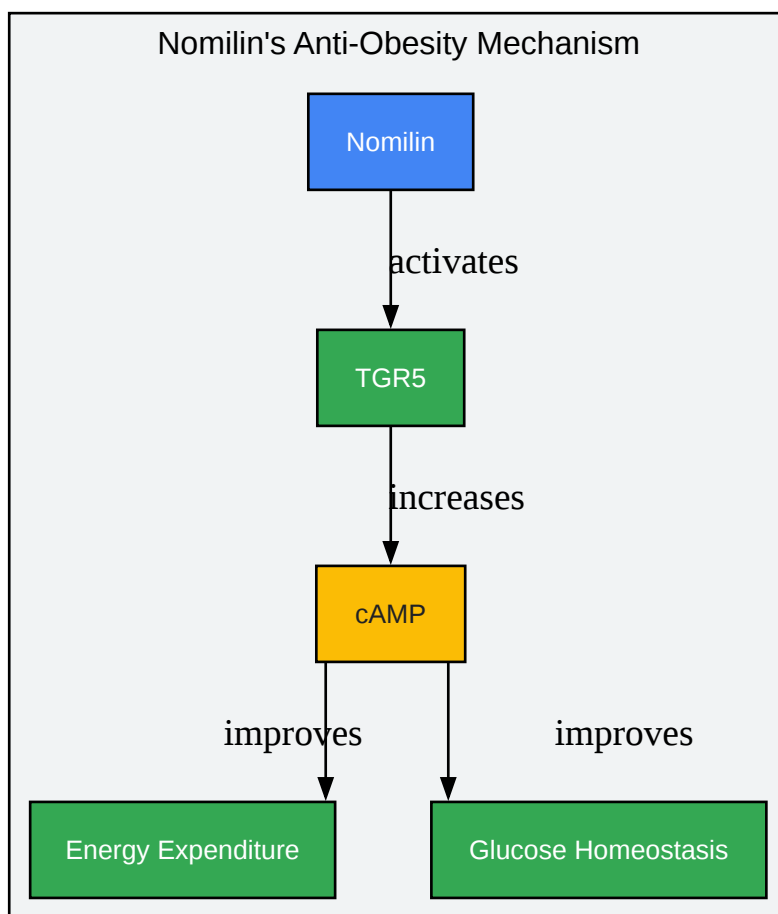 Nomilin's Anti-Obesity Mechanism
Nomilin
activates
TGR5
increases
cAMP
improves
improves
Energy Expenditure
Glucose Homeostasis